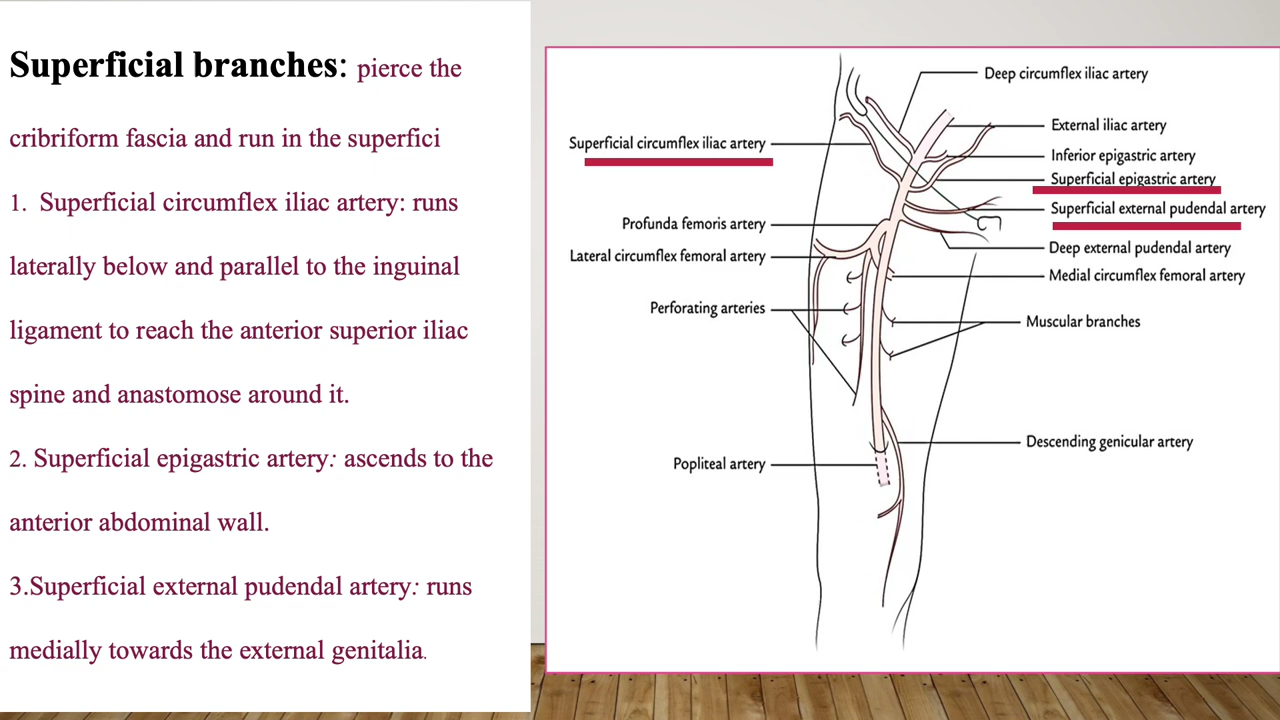 Superficial branches: pierce the
cribriform fascia and run in the superfici
1. Superficial circumflex iliac artery: runs
laterally below and parallel to the inguinal
ligament to reach the anterior superior iliac
spine and anastomose around it.
2. Superficial epigastric artery: ascends to the
anterior abdominal wall.
3.Superficial external pudendal artery: runs
medially towards the external genitalia.
Deep circumflex iliac artery
External iliac artery
Superficial circumflex iliac artery
Inferior epigastric artery
Superficial epigastric artery
Superficial external pudendal artery
Profunda femoris artery
Deep external pudendal artery
Lateral circumflex femoral artery
Medial circumflex femoral artery
Perforating arteries
Muscular branches
Descending genicular artery
Popliteal artery